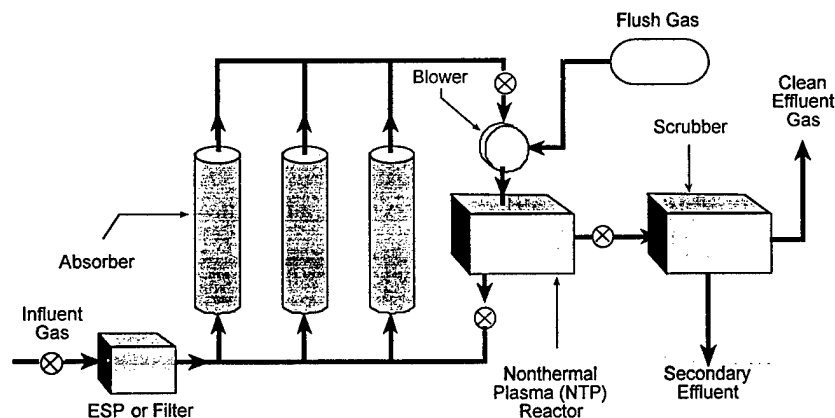 Flush Gas
Blower
Clean
Effluent
Gas
Scrubber
Absorber
Influent
Gas
ESP or Filter
Nonthermal
Plasma (NTP)
Reactor
Secondary
Effluent